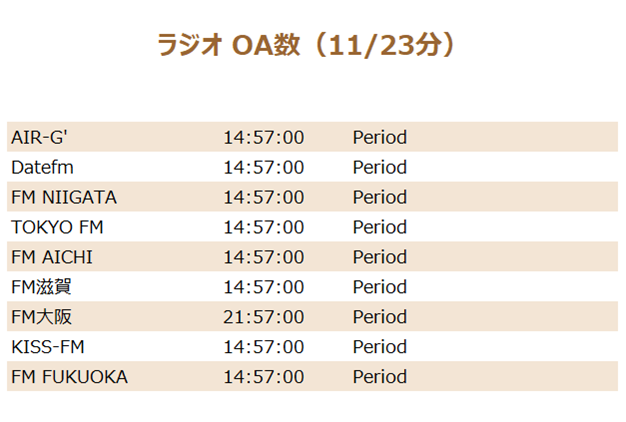 ラジオ OA数（11/23分）
AIR-G' 14:57:00 Period
Datefm 14:57:00 Period
FM NIIGATA 14:57:00 Period
TOKYO FM 14:57:00 Period
FM AICHI 14:57:00 Period
FM滋賀 14:57:00 Period
FM大阪 21:57:00 Period
KISS-FM 14:57:00 Period
FM FUKUOKA 14:57:00 Period